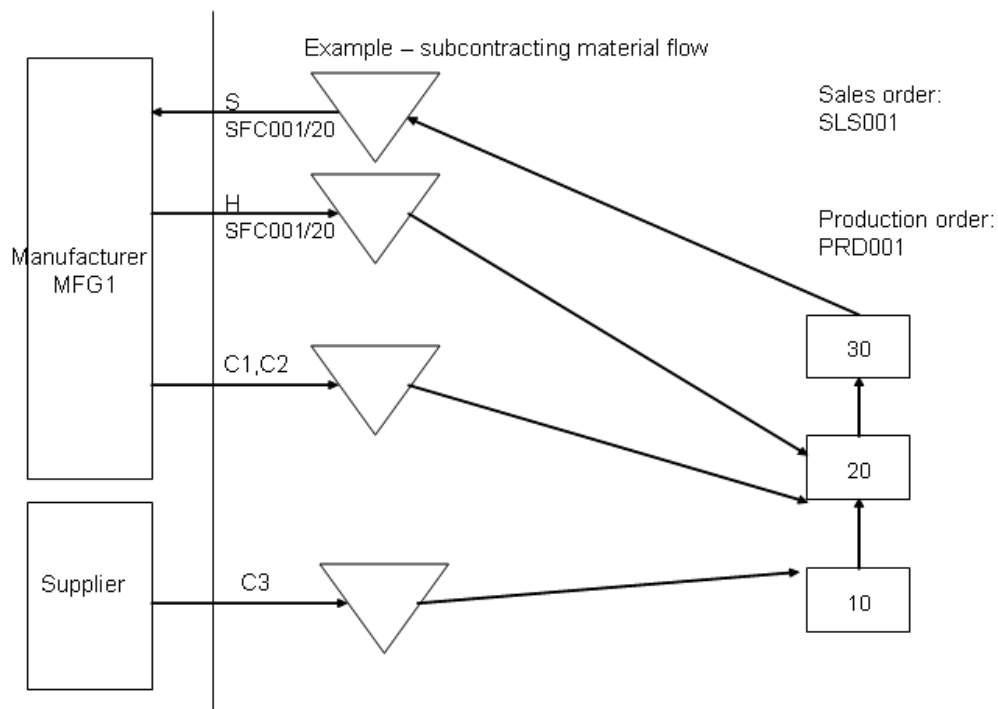 Example – subcontracting material flow
S
SFC001/20
Sales order:
SLS001
H
SFC001/20
Production order:
PRD001
Manufacturer
MFG1
30
C1,C2
20
Supplier
C3
10